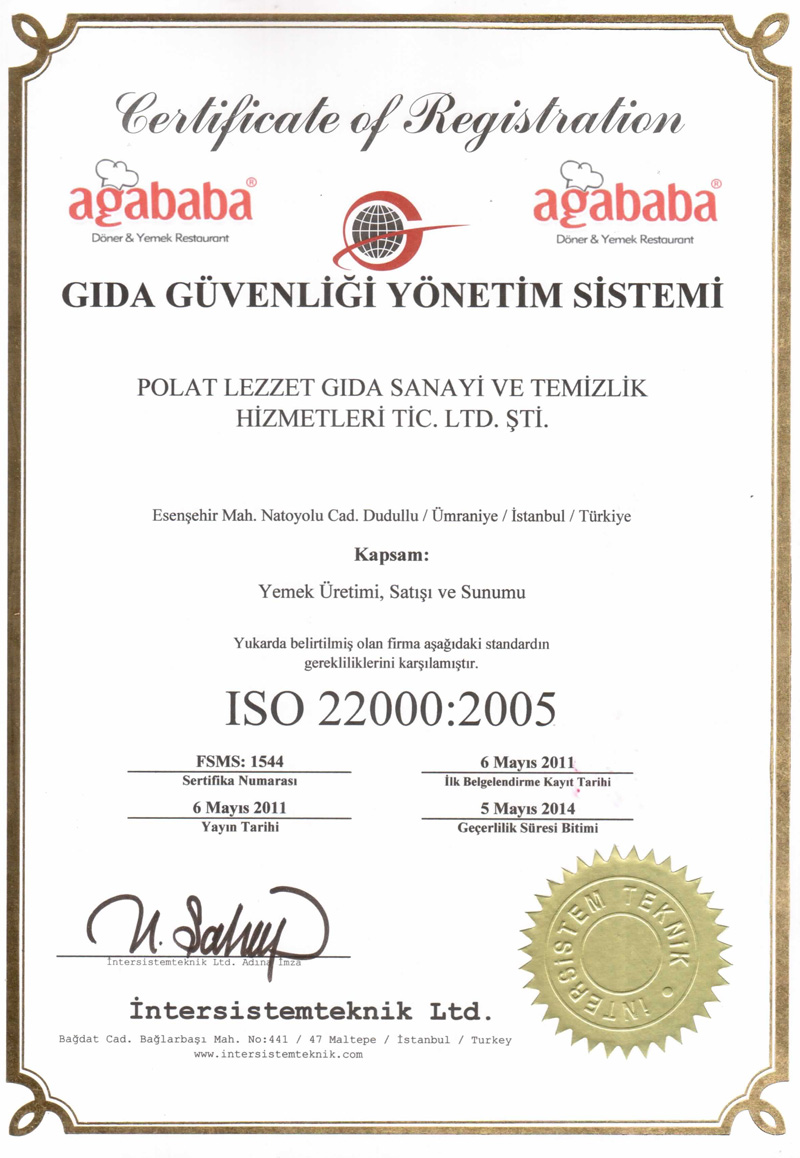 Certificate of Registration
agababa®
Döner & Yemek Restaurant
agababa®
Döner & Yemek Restaurant
GIDA GÜVENLİĞİ YÖNETİM SİSTEMİ
POLAT LEZZET GIDA SANAYİ VE TEMİZLİK
HİZMETLERİ TİC. LTD. ŞTİ.
Esenşehir Mah. Natoyolu Cad. Dudullu / Ümraniye / İstanbul / Türkiye
Kapsam:
Yemek Üretimi, Satışı ve Sunumu
Yukarda belirtilmiş olan firma aşağıdaki standardın
gerekliliklerini karşılamıştır.
ISO 22000:2005
FSMS: 1544
Sertifika Numarası
6 Mayıs 2011
İlk Belgelendirme Kayıt Tarihi
6 Mayıs 2011
Yayın Tarihi
5 Mayıs 2014
Geçerlilik Süresi Bitimi
İntersistemteknik Ltd. Adına İmza
İntersistemteknik Ltd.
Bağdat Cad. Bağlarbaşı Mah. No:441 / 47 Maltepe / İstanbul / Turkey
www.intersistemteknik.com
İNTERSİSTEM TEKNİK